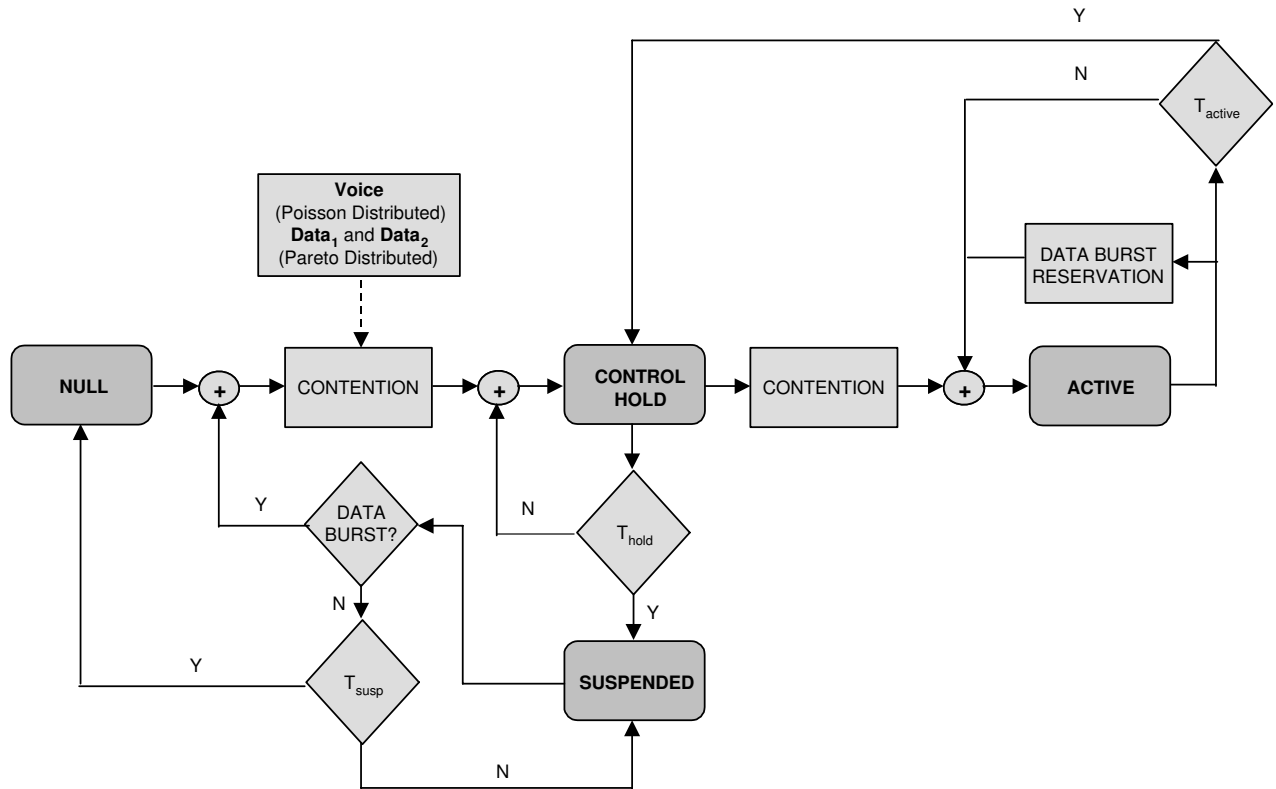 Y
N
T_active
Voice
(Poisson Distributed)
Data_1 and Data_2
(Pareto Distributed)
DATA BURST
RESERVATION
NULL
+
CONTENTION
+
CONTROL
HOLD
CONTENTION
+
ACTIVE
Y
DATA
BURST?
N
T_hold
N
Y
Y
T_susp
SUSPENDED
N